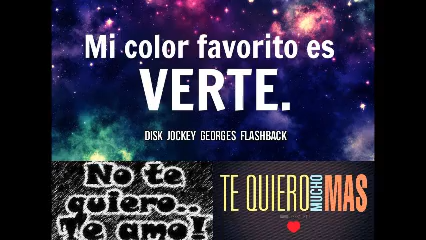 Mi color favorito es
VERTE.
DISK JOCKEY GEORGES FLASHBACK
No te
quiero..
Te amo!
TE QUIERO MUCHO MAS